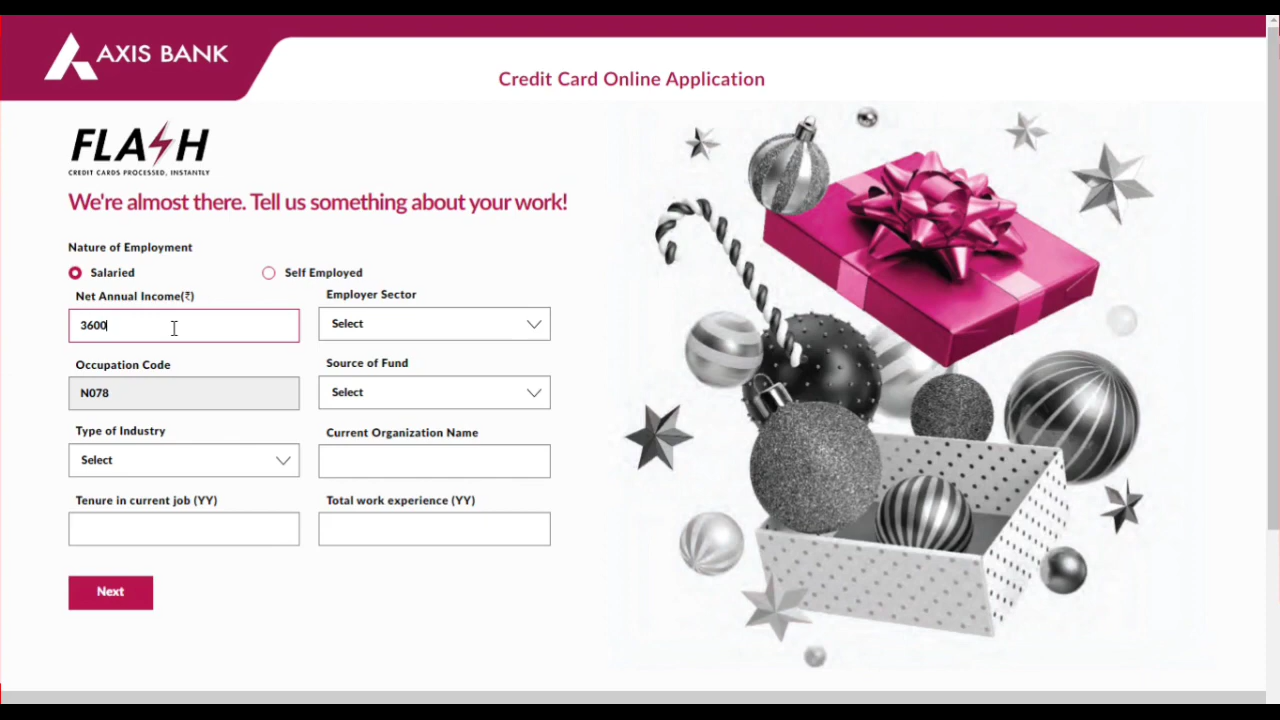 AXIS BANK
Credit Card Online Application
FLASH
CREDIT CARDS PROCESSED, INSTANTLY
We're almost there. Tell us something about your work!
Nature of Employment
Salaried
Self Employed
Net Annual Income(₹)
Employer Sector
3600
Select
Occupation Code
Source of Fund
N078
Select
Type of Industry
Current Organization Name
Select
Tenure in current job (YY)
Total work experience (YY)
Next